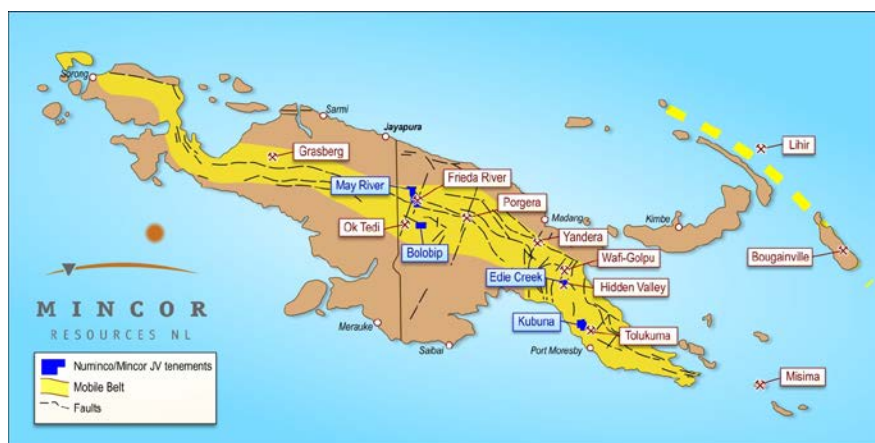 Sorong
Sarmi
Jayapura
Grasberg
Lihir
May River
Frieda River
Porgera
Madang
Kimbe
Ok Tedi
Yandera
Bolobip
Wafi-Golpu
Bougainville
Edie Creek
Hidden Valley
MINCOR
RESOURCES NL
Merauke
Kubuna
Tolukuma
Saibai
Port Moresby
Misima
Numinco/Mincor JV tenements
Mobile Belt
Faults